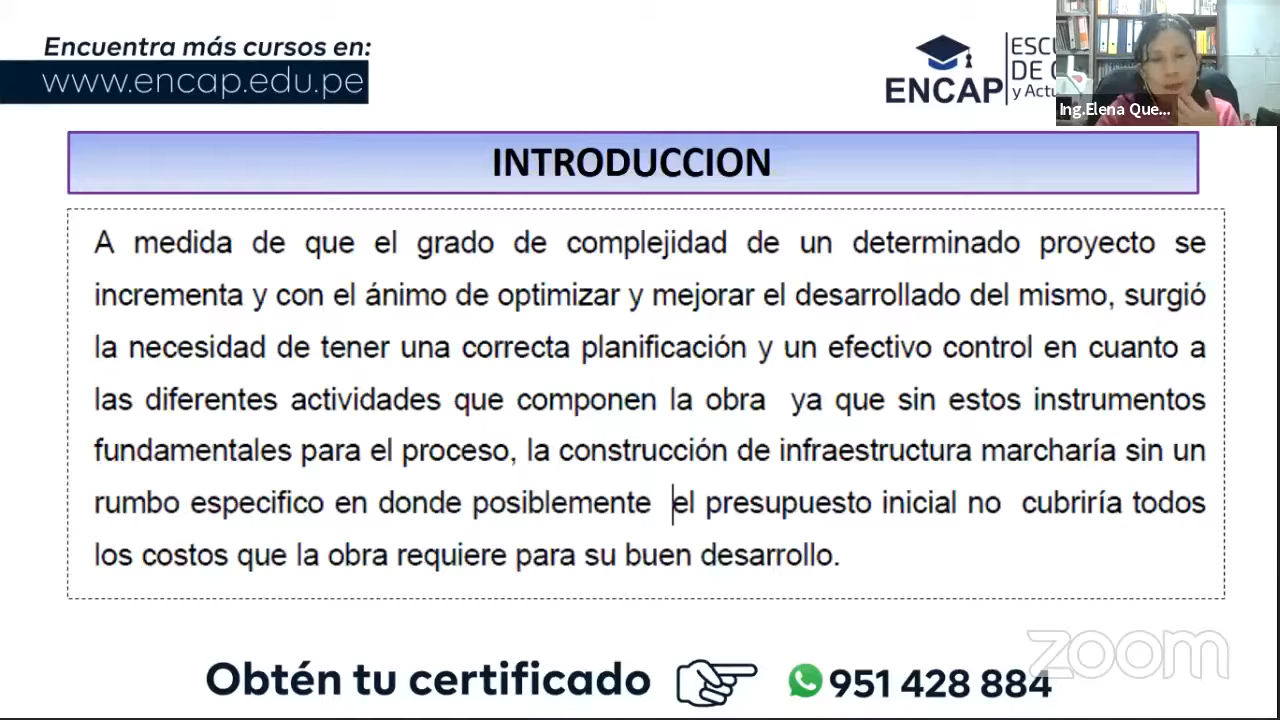 Encuentra más cursos en:
www.encap.edu.pe
ENCAP
DE
y Actu
Ing.Elena Que...
INTRODUCCION
A medida de que el grado de complejidad de un determinado proyecto se
incrementa y con el ánimo de optimizar y mejorar el desarrollado del mismo, surgió
la necesidad de tener una correcta planificación y un efectivo control en cuanto a
las diferentes actividades que componen la obra ya que sin estos instrumentos
fundamentales para el proceso, la construcción de infraestructura marcharía sin un
rumbo especifico en donde posiblemente el presupuesto inicial no cubriría todos
los costos que la obra requiere para su buen desarrollo.
zoom
Obtén tu certificado
951 428 884